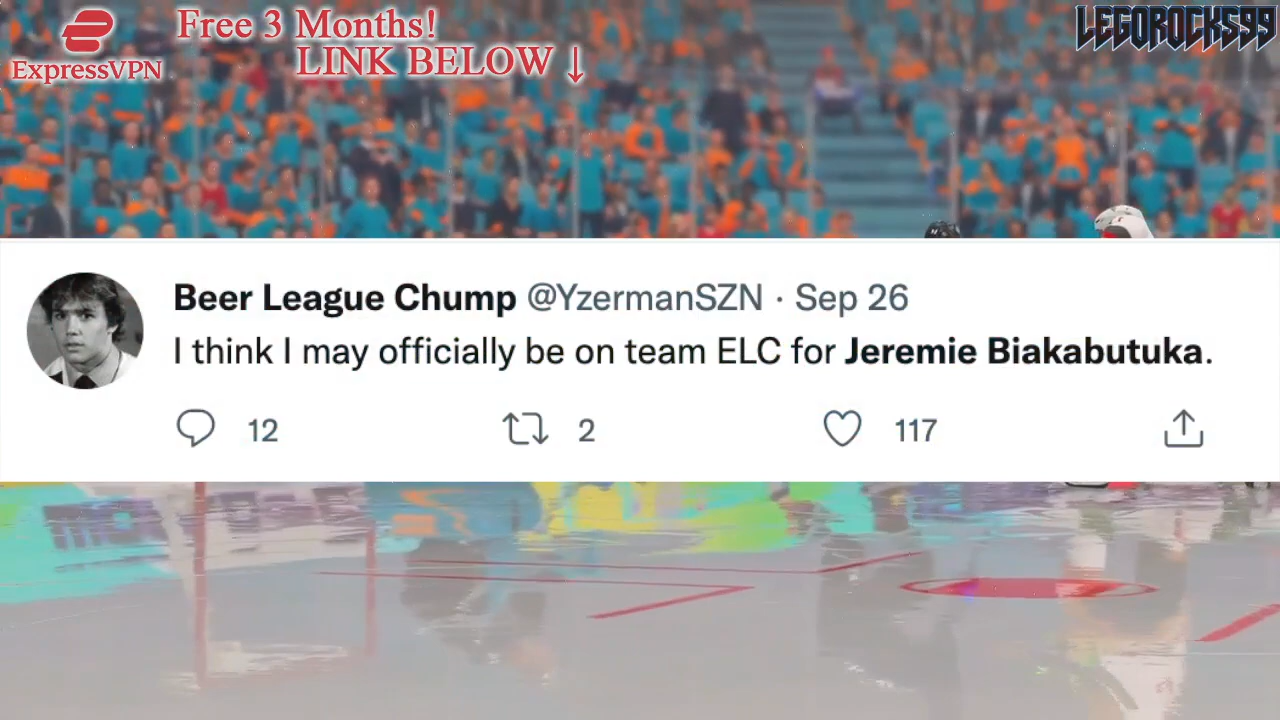 Free 3 Months!
LINK BELOW ↓
ExpressVPN
LEGOROCKS99
Beer League Chump @YzermanSZN · Sep 26
I think I may officially be on team ELC for Jeremie Biakabutuka.
12 2 117